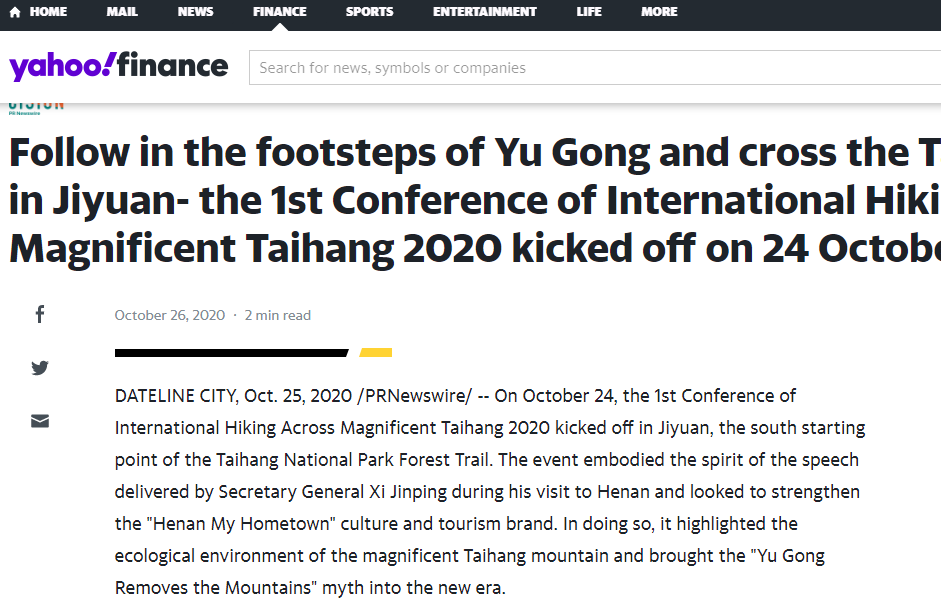 HOME MAIL NEWS FINANCE SPORTS ENTERTAINMENT LIFE MORE
yahoo!finance Search for news, symbols or companies
CISION
PR Newswire
Follow in the footsteps of Yu Gong and cross the T
in Jiyuan- the 1st Conference of International Hiki
Magnificent Taihang 2020 kicked off on 24 Octobe
October 26, 2020 · 2 min read
DATELINE CITY, Oct. 25, 2020 /PRNewswire/ -- On October 24, the 1st Conference of
International Hiking Across Magnificent Taihang 2020 kicked off in Jiyuan, the south starting
point of the Taihang National Park Forest Trail. The event embodied the spirit of the speech
delivered by Secretary General Xi Jinping during his visit to Henan and looked to strengthen
the "Henan My Hometown" culture and tourism brand. In doing so, it highlighted the
ecological environment of the magnificent Taihang mountain and brought the "Yu Gong
Removes the Mountains" myth into the new era.